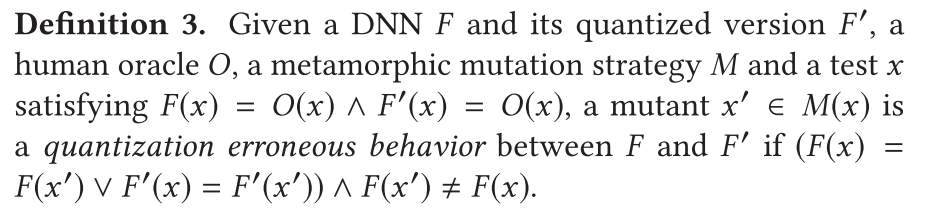 Definition 3. Given a DNN F and its quantized version F′, a
human oracle O, a metamorphic mutation strategy M and a test x
satisfying F(x) = O(x) ∧ F′(x) = O(x), a mutant x′ ∈ M(x) is
a quantization erroneous behavior between F and F′ if (F(x) =
F(x′) ∨ F′(x) = F′(x′)) ∧ F(x′) ≠ F(x).